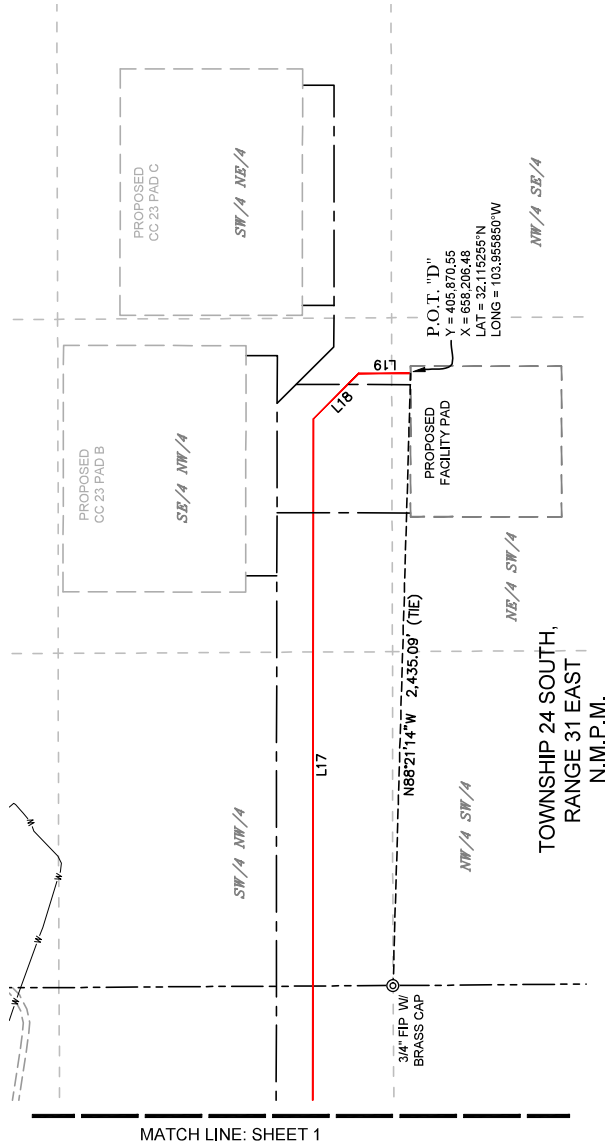 PROPOSED
CC 23 PAD C
SW/4 NE/4
PROPOSED
CC 23 PAD B
SE/4 NW/4
NW/4 SE/4
P.O.T. "D"
Y = 405,870.55
X = 658,206.48
LAT = 32.115255°N
LONG = 103.955850°W
L19
L18
PROPOSED
FACILITY PAD
NE/4 SW/4
N88°21'14"W 2,435.09' (TIE)
L17
SW/4 NW/4
NW/4 SW/4
TOWNSHIP 24 SOUTH,
RANGE 31 EAST
N.M.P.M.
W
W
W
W
3/4" FIP W/
BRASS CAP
MATCH LINE: SHEET 1